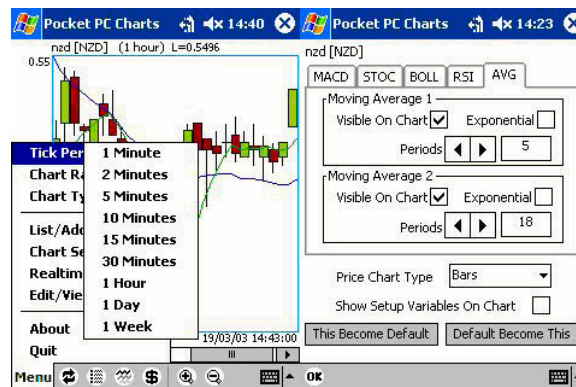 Pocket PC Charts 14:40
nzd [NZD] (1 hour) L=0.5496
0.55
Tick Per
1 Minute
Chart Ra
2 Minutes
Chart Ty
5 Minutes
10 Minutes
List/Add
15 Minutes
Chart Se
30 Minutes
Realtim
1 Hour
Edit/Vie
1 Day
1 Week
About
19/03/03 14:43:00
Quit
Menu
Pocket PC Charts 14:23
nzd [NZD]
MACD STOC BOLL RSI AVG
Moving Average 1
Visible On Chart Exponential
Periods 5
Moving Average 2
Visible On Chart Exponential
Periods 18
Price Chart Type Bars
Show Setup Variables On Chart
This Become Default Default Become This
OK